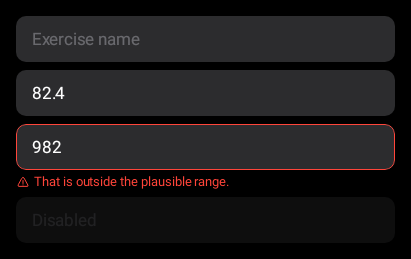 Exercise name
82.4
982
That is outside the plausible range.
Disabled